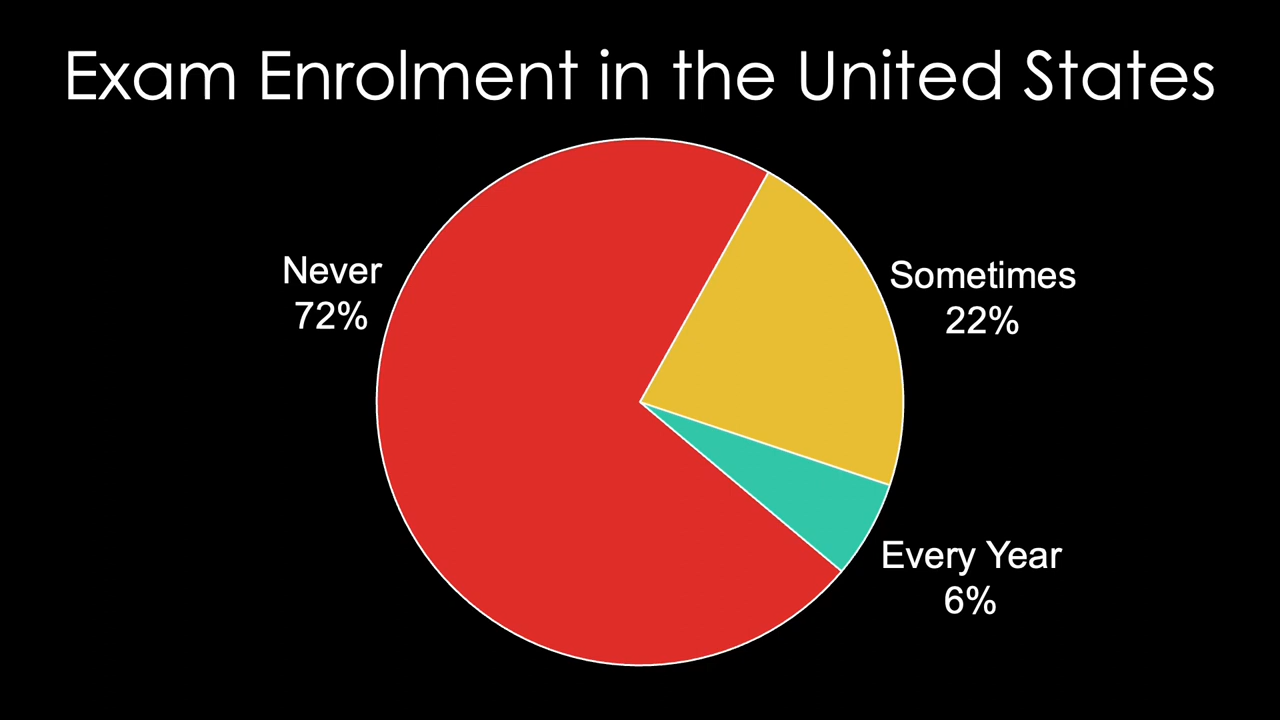 Exam Enrolment in the United States
Never
72%
Sometimes
22%
Every Year
6%